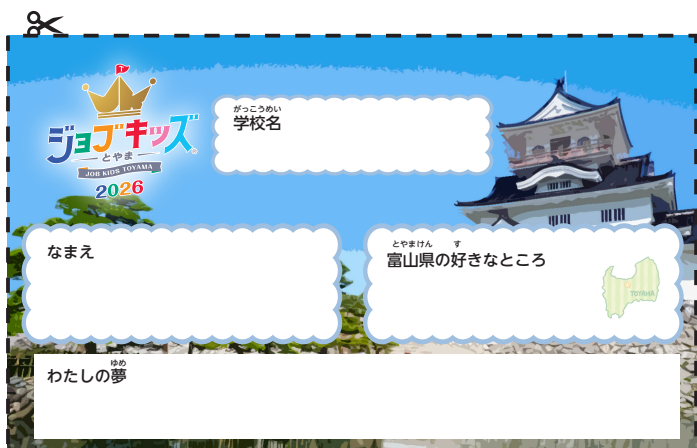 ジョブキッズ
とやま
JOB KIDS TOYAMA
2026
がっこうめい
学校名
なまえ
とやまけん す
富山県の好きなところ
TOYAMA
ゆめ
わたしの夢